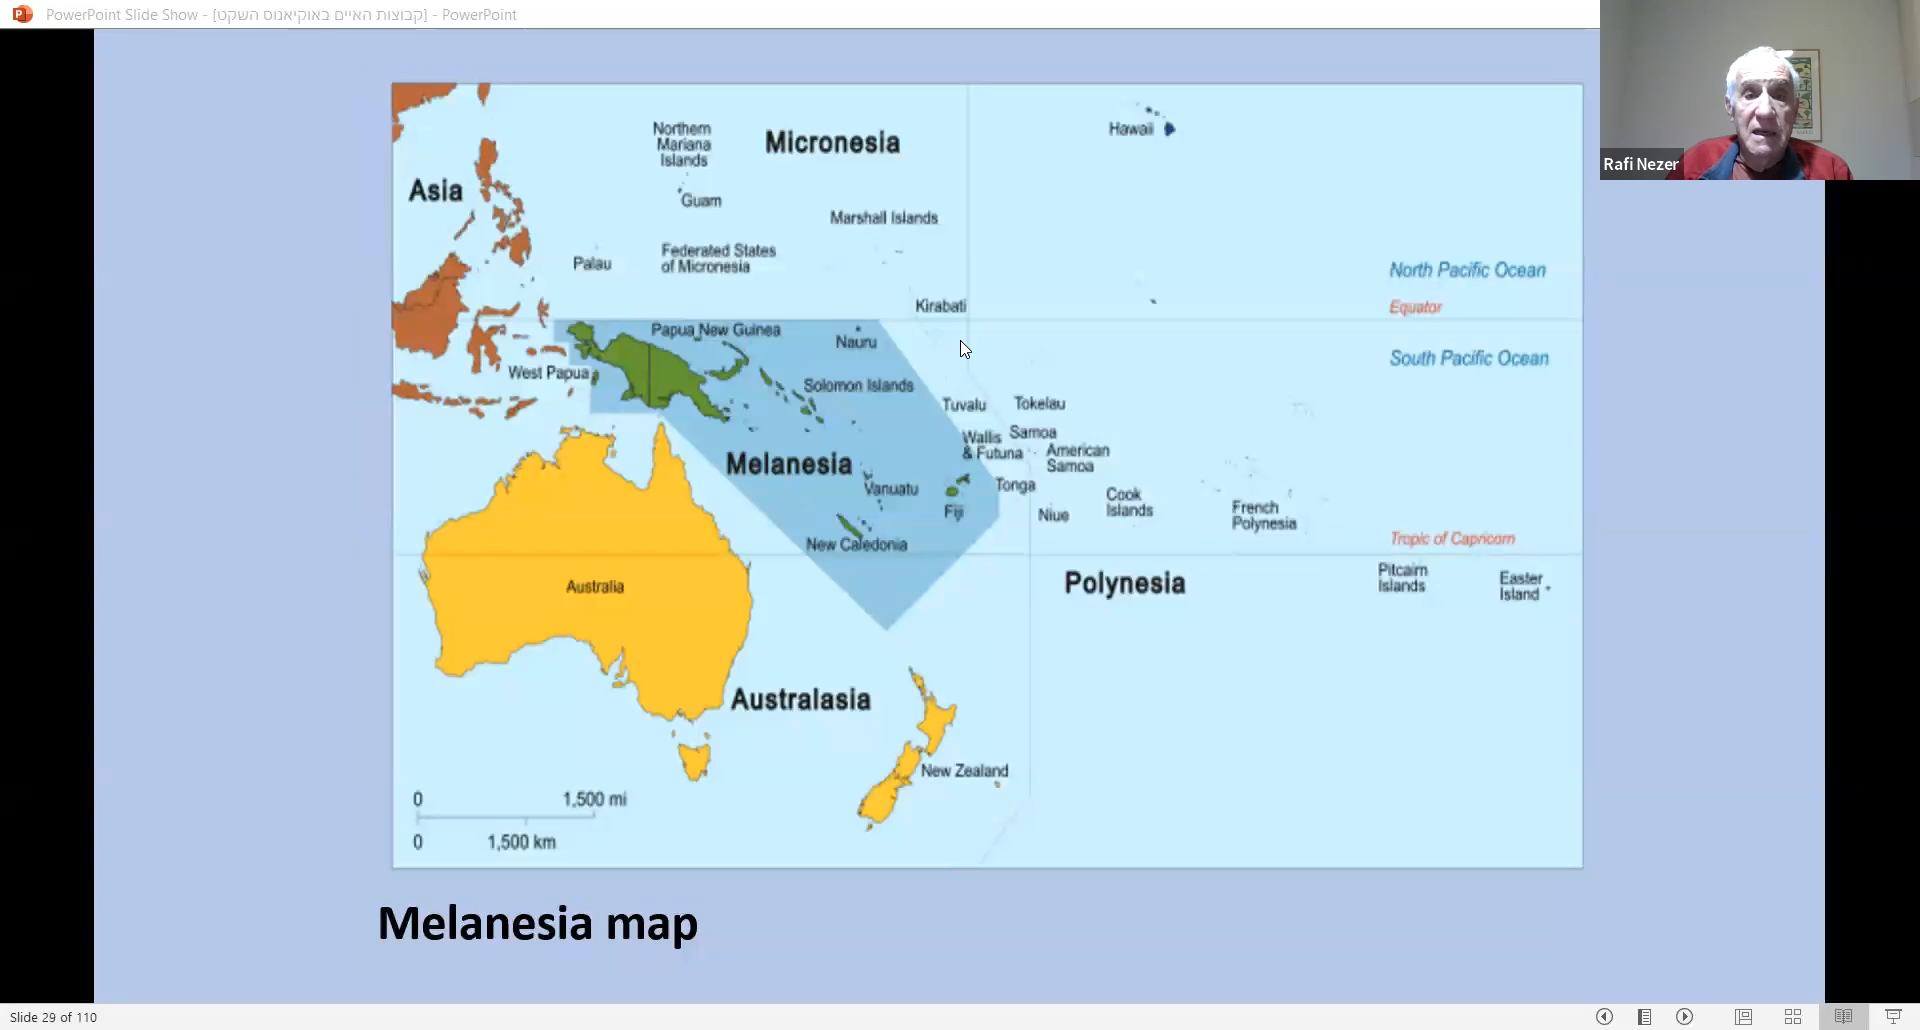 PowerPoint Slide Show - [קבוצות האיים באוקיאנוס השקט] - PowerPoint
Rafi Nezer
Northern
Mariana
Islands
Micronesia
Hawaii
Asia
Guam
Marshall Islands
Federated States
of Micronesia
Palau
North Pacific Ocean
Kirabati
Equator
Papua New Guinea
Nauru
South Pacific Ocean
West Papua
Solomon Islands
Tuvalu
Tokelau
Wallis
& Futuna
Samoa
American
Samoa
Melanesia
Vanuatu
Tonga
Fiji
Niue
Cook
Islands
French
Polynesia
New Caledonia
Tropic of Capricorn
Australia
Polynesia
Pitcairn
Islands
Easter
Island
Australasia
New Zealand
0 1,500 mi
0 1,500 km
Melanesia map
Slide 29 of 110